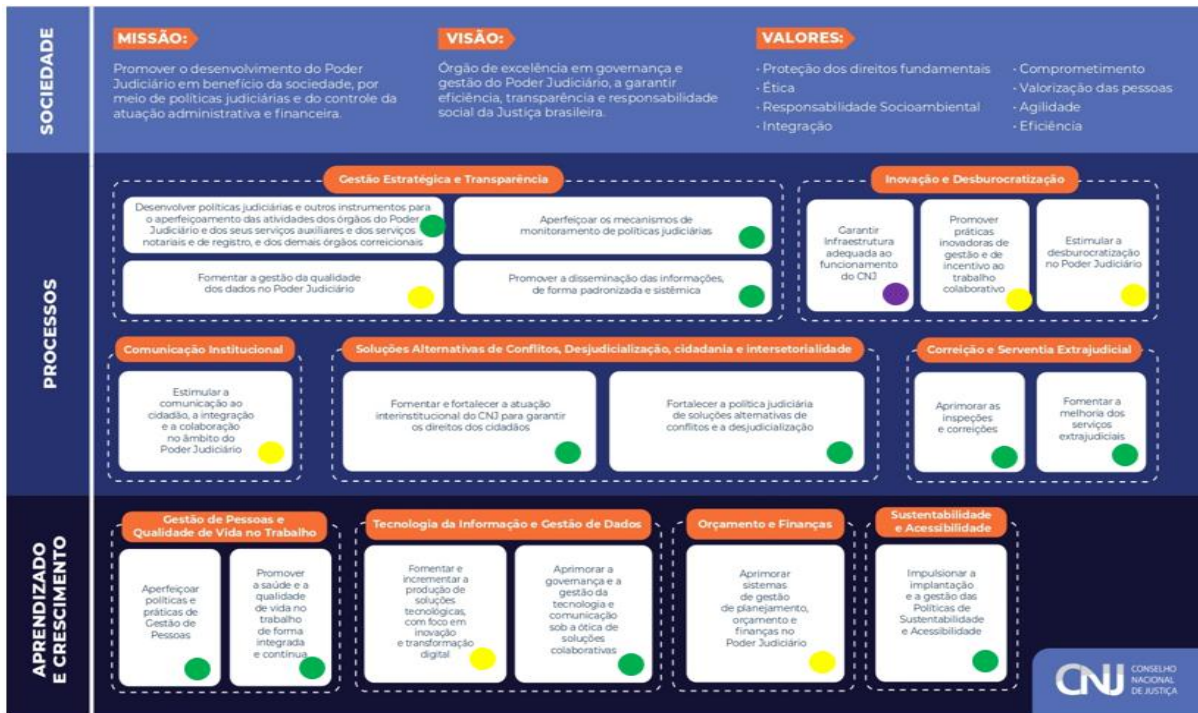 SOCIEDADE
MISSÃO:
Promover o desenvolvimento do Poder
Judiciário em benefício da sociedade, por
meio de políticas judiciárias e do controle da
atuação administrativa e financeira.
VISÃO:
Órgão de excelência em governança e
gestão do Poder Judiciário, a garantir
eficiência, transparência e responsabilidade
social da Justiça brasileira.
VALORES:
• Proteção dos direitos fundamentais
• Ética
• Responsabilidade Socioambiental
• Integração
• Comprometimento
• Valorização das pessoas
• Agilidade
• Eficiência
PROCESSOS
Gestão Estratégica e Transparência
Desenvolver políticas judiciárias e outros instrumentos para
o aperfeiçoamento das atividades dos órgãos do Poder
Judiciário e dos seus serviços auxiliares e dos serviços
notariais e de registro, e dos demais órgãos correicionais
Aperfeiçoar os mecanismos de
monitoramento de políticas judiciárias
Fomentar a gestão da qualidade
dos dados no Poder Judiciário
Promover a disseminação das informações,
de forma padronizada e sistêmica
Inovação e Desburocratização
Garantir
Infraestrutura
adequada ao
funcionamento
do CNJ
Promover
práticas
inovadoras de
gestão e de
incentivo ao
trabalho
colaborativo
Estimular a
desburocratização
no Poder Judiciário
Comunicação Institucional
Estimular a
comunicação ao
cidadão, a integração
e a colaboração
no âmbito do
Poder Judiciário
Soluções Alternativas de Conflitos, Desjudicialização, cidadania e intersetorialidade
Fomentar e fortalecer a atuação
interinstitucional do CNJ para garantir
os direitos dos cidadãos
Fortalecer a política judiciária
de soluções alternativas de
conflitos e a desjudicialização
Correição e Serventia Extrajudicial
Aprimorar as
inspeções
e correições
Fomentar a
melhoria dos
serviços
extrajudiciais
APRENDIZADO
E CRESCIMENTO
Gestão de Pessoas e
Qualidade de Vida no Trabalho
Aperfeiçoar
políticas e
práticas de
Gestão de
Pessoas
Promover
a saúde e a
qualidade
de vida no
trabalho
de forma
integrada
e contínua
Tecnologia da Informação e Gestão de Dados
Fomentar e
incrementar a
produção de
soluções
tecnológicas,
com foco em
inovação
e transformação
digital
Aprimorar a
governança e a
gestão da
tecnologia e
comunicação
sob a ótica de
soluções
colaborativas
Orçamento e Finanças
Aprimorar
sistemas
de gestão
de planejamento,
orçamento e
finanças no
Poder Judiciário
Sustentabilidade
e Acessibilidade
Impulsionar a
implantação
e a gestão das
Políticas de
Sustentabilidade
e Acessibilidade
CNJ
CONSELHO
NACIONAL
DE JUSTIÇA